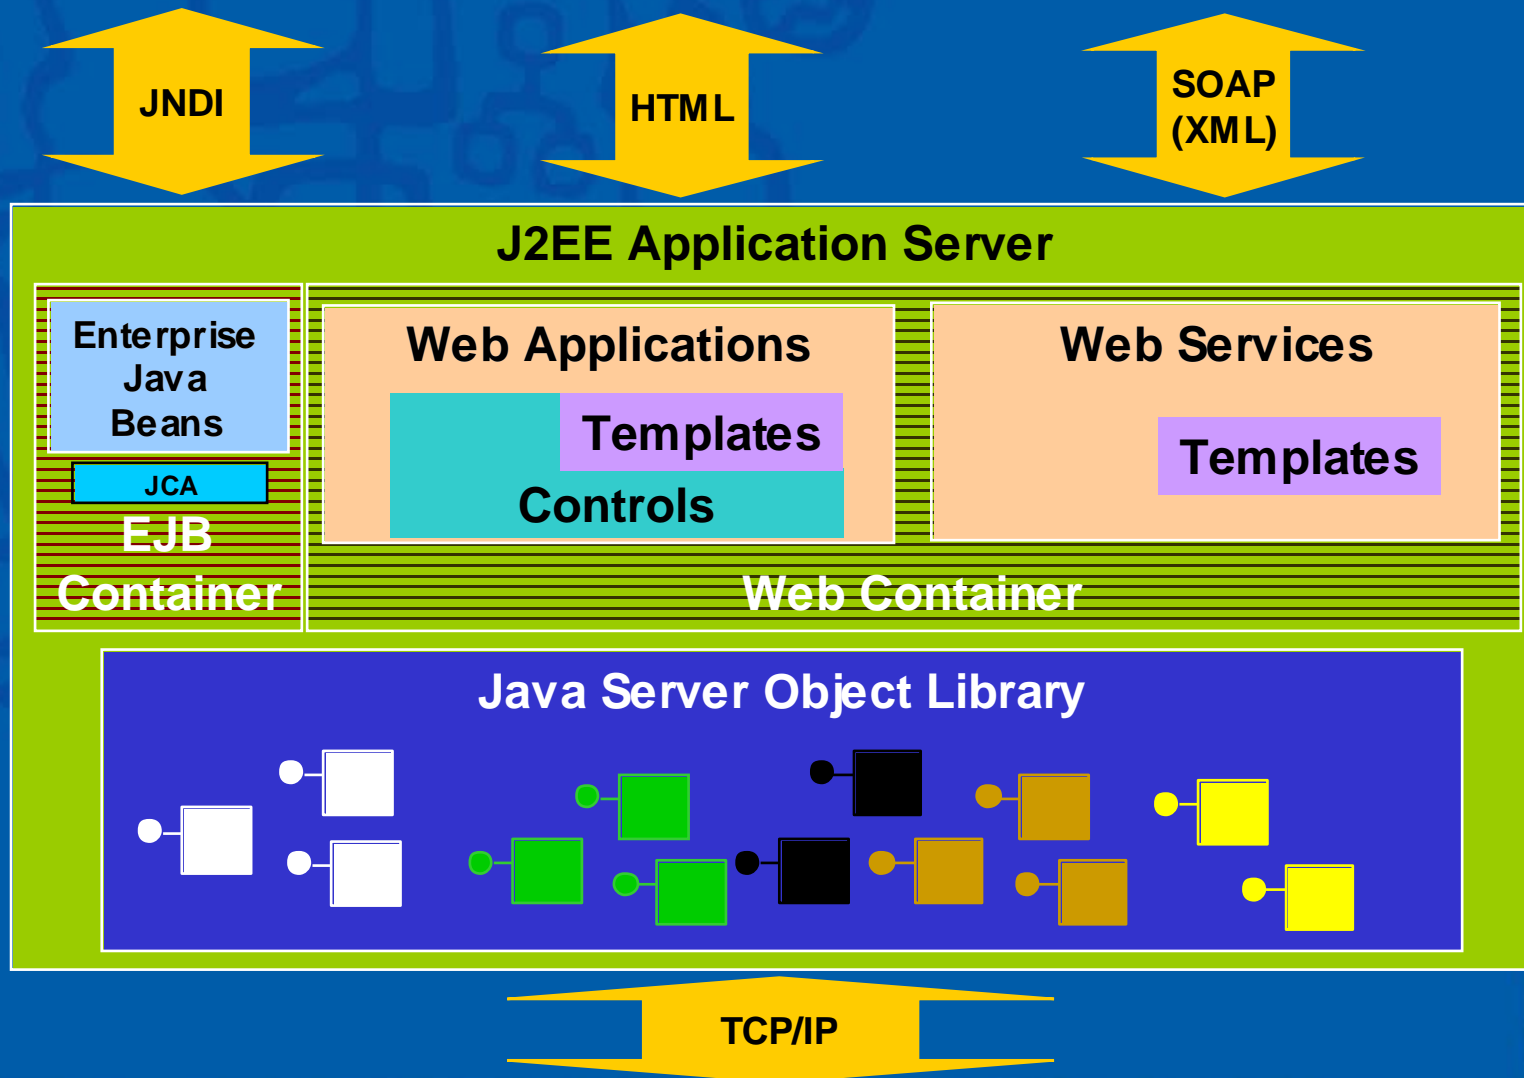 JNDI
HTML
SOAP
(XML)
J2EE Application Server
Enterprise
Java
Beans
JCA
EJB
Container
Web Applications
Templates
Controls
Web Services
Templates
Web Container
Java Server Object Library
TCP/IP